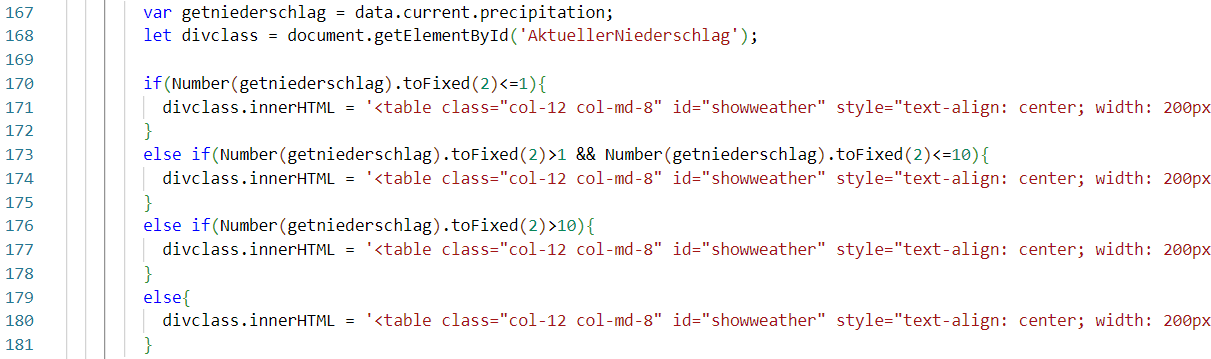 167 var getniederschlag = data.current.precipitation;
168 let divclass = document.getElementById('AktuellerNiederschlag');
169
170 if(Number(getniederschlag).toFixed(2)<=1){
171 divclass.innerHTML = '<table class="col-12 col-md-8" id="showweather" style="text-align: center; width: 200px
172 }
173 else if(Number(getniederschlag).toFixed(2)>1 && Number(getniederschlag).toFixed(2)<=10){
174 divclass.innerHTML = '<table class="col-12 col-md-8" id="showweather" style="text-align: center; width: 200px
175 }
176 else if(Number(getniederschlag).toFixed(2)>10){
177 divclass.innerHTML = '<table class="col-12 col-md-8" id="showweather" style="text-align: center; width: 200px
178 }
179 else{
180 divclass.innerHTML = '<table class="col-12 col-md-8" id="showweather" style="text-align: center; width: 200px
181 }